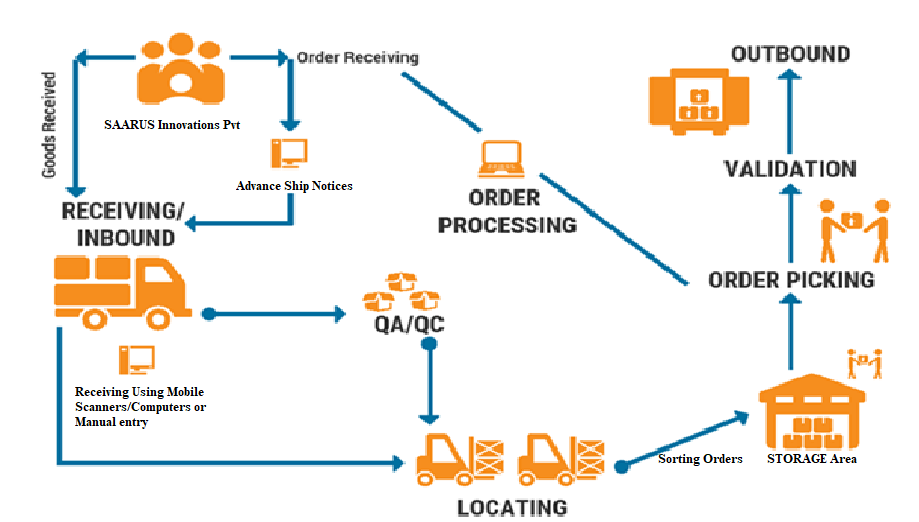 Order Receiving
OUTBOUND
Goods Received
SAARUS Innovations Pvt
Advance Ship Notices
VALIDATION
RECEIVING/
INBOUND
ORDER
PROCESSING
ORDER PICKING
QA/QC
Receiving Using Mobile
Scanners/Computers or
Manual entry
Sorting Orders
STORAGE Area
LOCATING